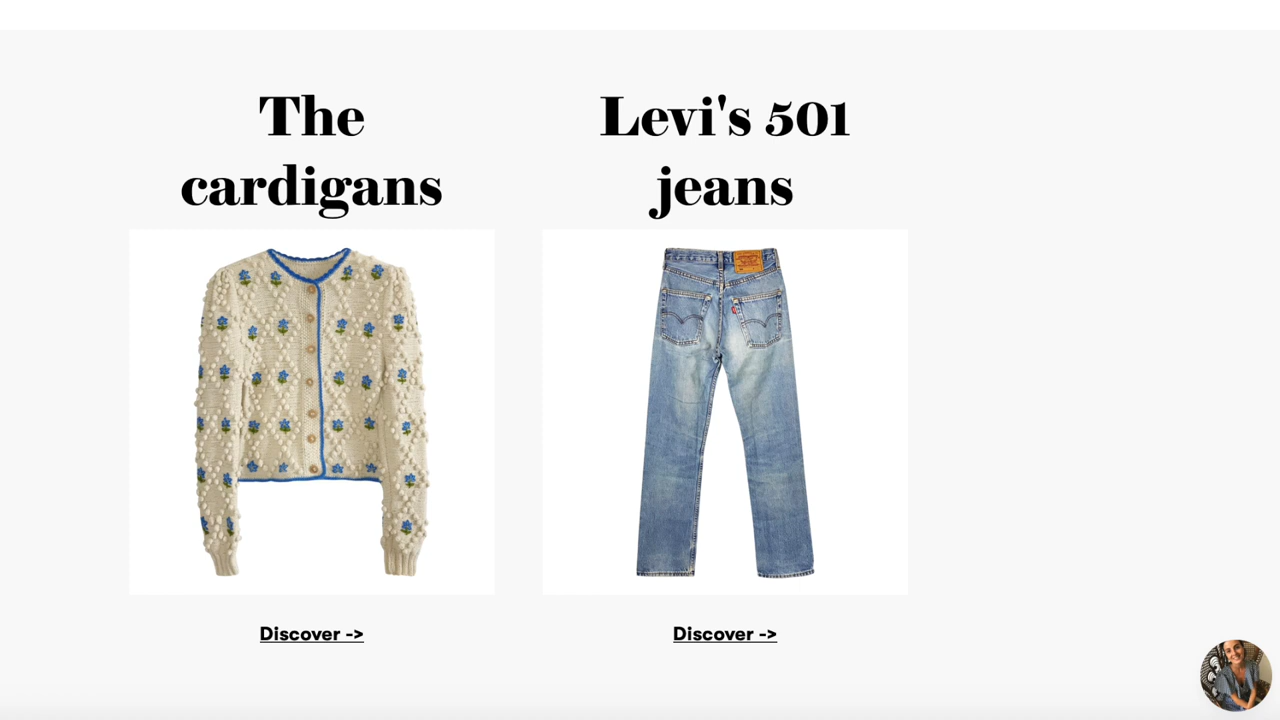 The
cardigans
Levi's 501
jeans
Discover ->
Discover ->